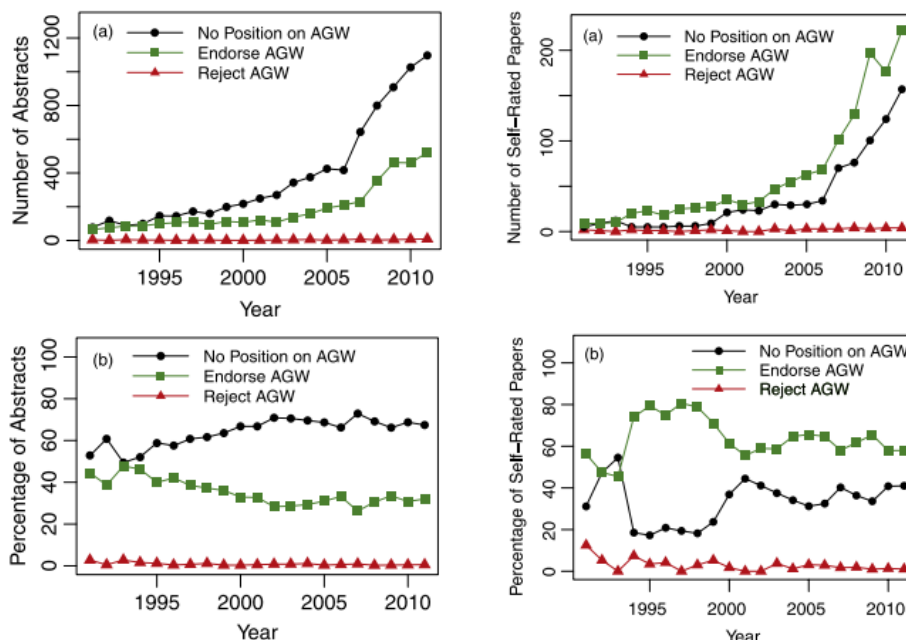 (a)
No Position on AGW
Endorse AGW
Reject AGW
Number of Abstracts
1200
800
400
0
1995 2000 2005 2010
Year
(a)
No Position on AGW
Endorse AGW
Reject AGW
Number of Self-Rated Papers
200
100
0
1995 2000 2005 2010
Year
(b)
No Position on AGW
Endorse AGW
Reject AGW
Percentage of Abstracts
100
80
60
40
20
0
1995 2000 2005 2010
Year
(b)
No Position on AGW
Endorse AGW
Reject AGW
Percentage of Self-Rated Papers
100
80
60
40
20
0
1995 2000 2005 2010
Year